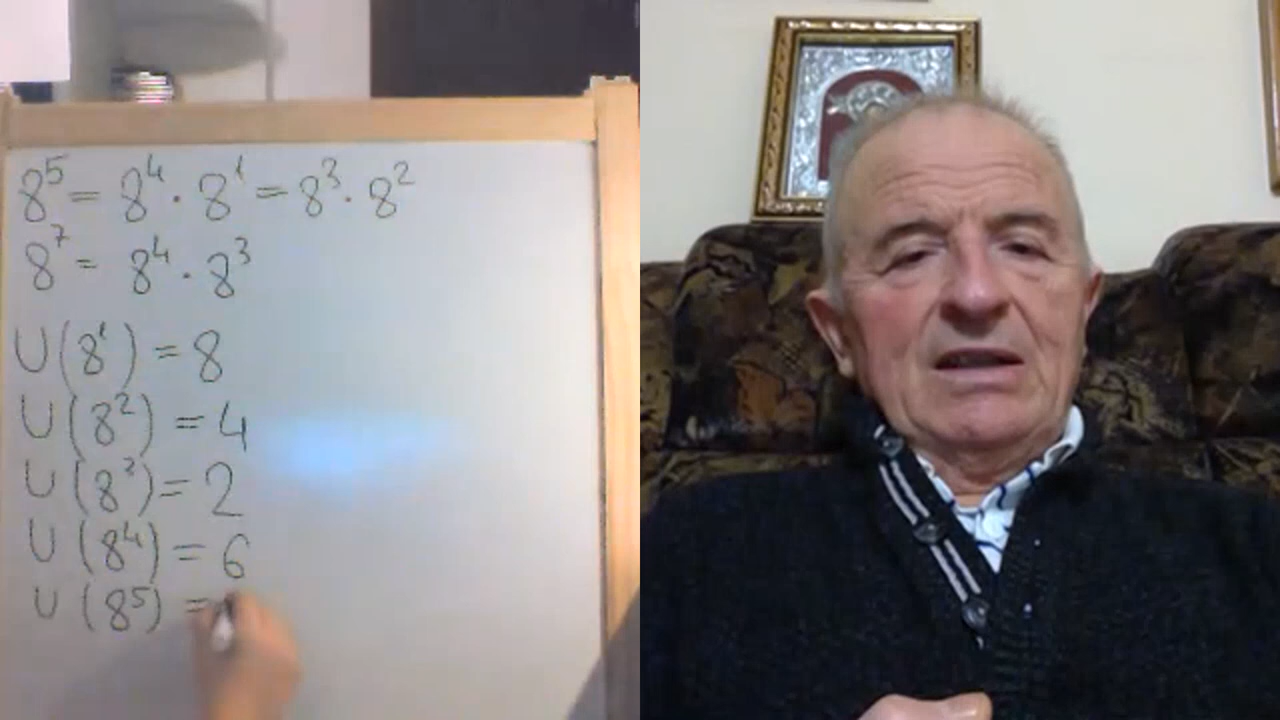 8⁵ = 8⁴ · 8¹ = 8³ · 8²
8⁷ = 8⁴ · 8³
U(8¹) = 8
U(8²) = 4
U(8³) = 2
U(8⁴) = 6
U(8⁵) =